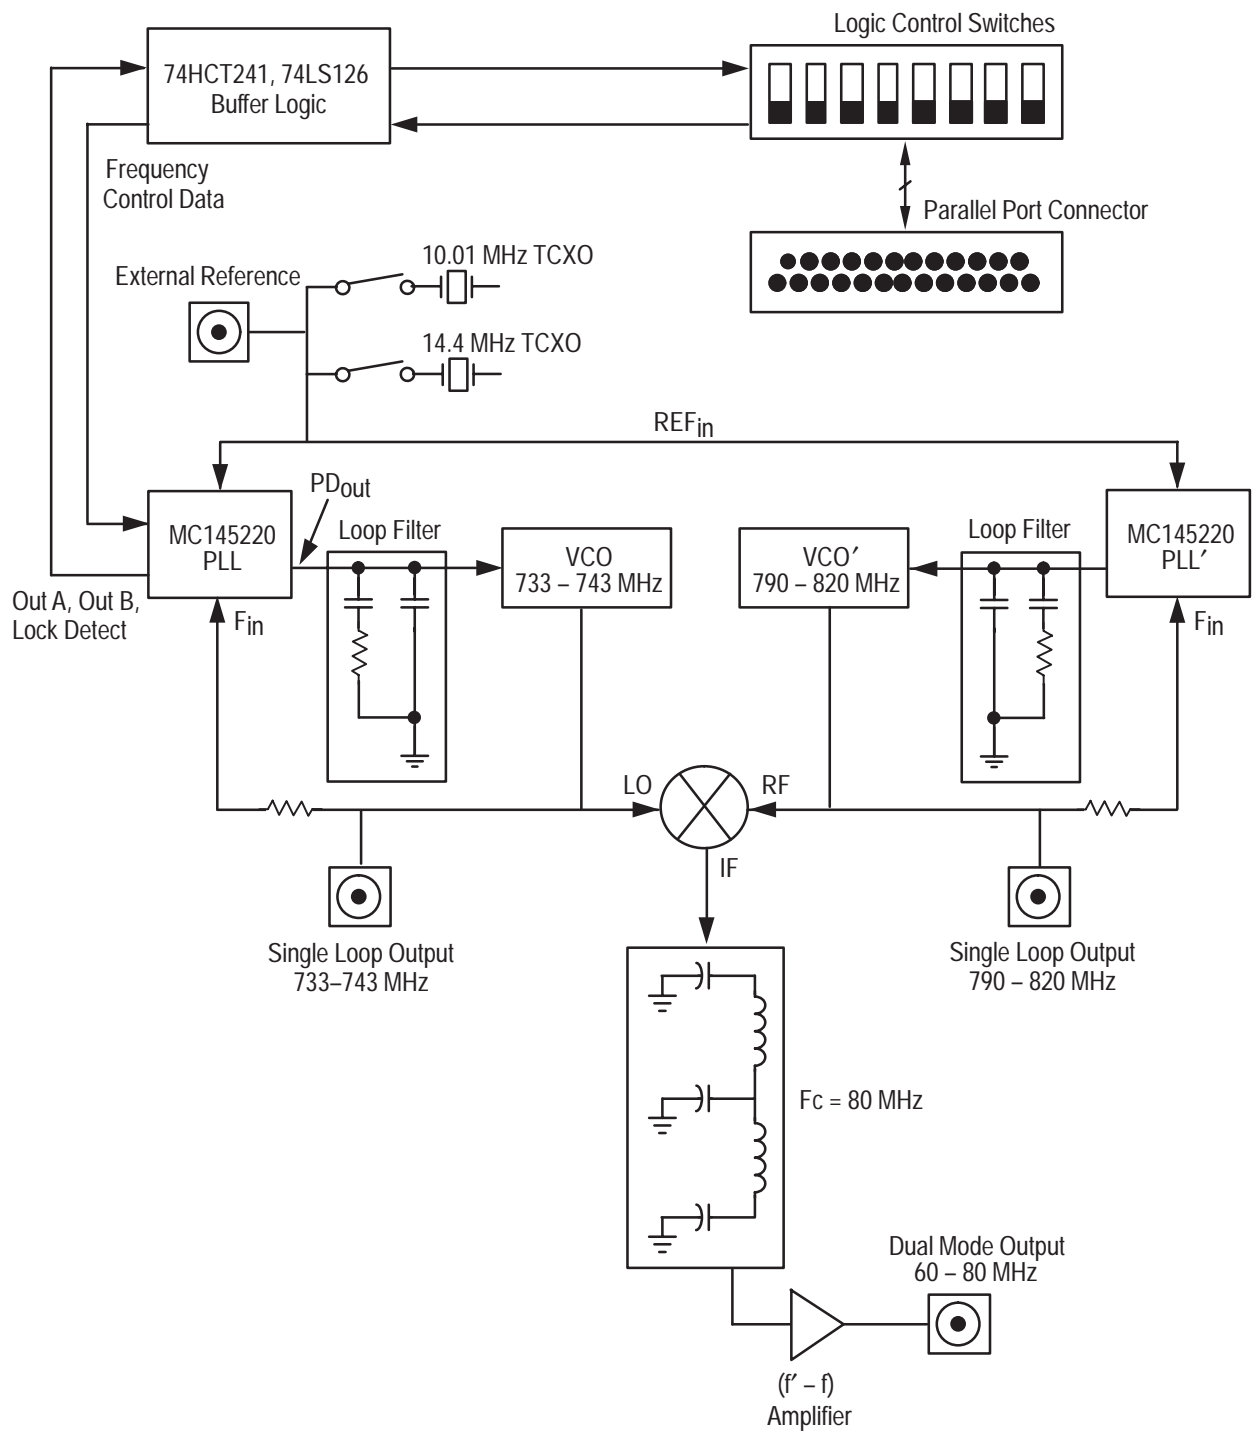 Logic Control Switches
74HCT241, 74LS126
Buffer Logic
Frequency
Control Data
Parallel Port Connector
10.01 MHz TCXO
External Reference
14.4 MHz TCXO
REFin
PDout
MC145220
PLL
Loop Filter
VCO
733 – 743 MHz
VCO′
790 – 820 MHz
Loop Filter
MC145220
PLL′
Out A, Out B,
Lock Detect
Fin
Fin
LO
RF
IF
Single Loop Output
733–743 MHz
Single Loop Output
790 – 820 MHz
Fc = 80 MHz
Dual Mode Output
60 – 80 MHz
(f′ – f)
Amplifier